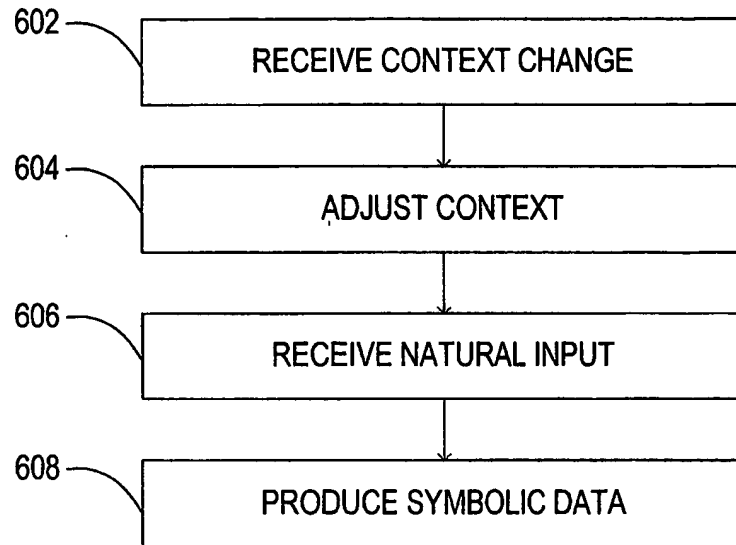 602
RECEIVE CONTEXT CHANGE
604
ADJUST CONTEXT
606
RECEIVE NATURAL INPUT
608
PRODUCE SYMBOLIC DATA